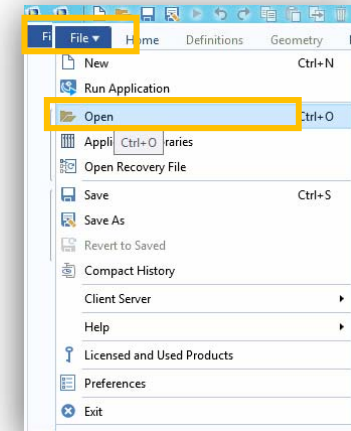 Fi File ▾ Home Definitions Geometry
New Ctrl+N
Run Application
Open Ctrl+O
Appli Ctrl+O raries
Open Recovery File
Save Ctrl+S
Save As
Revert to Saved
Compact History
Client Server
Help
Licensed and Used Products
Preferences
Exit